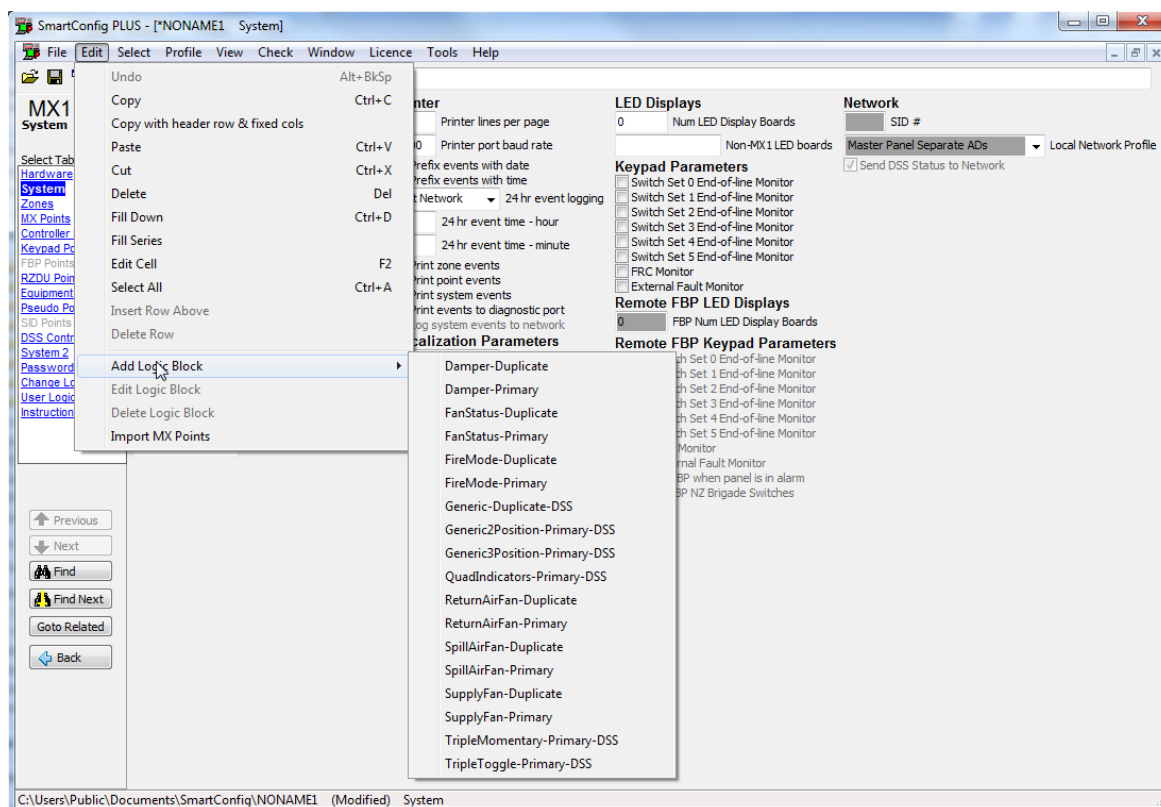 SmartConfig PLUS - [*NONAME1 System]
File Edit Select Profile View Check Window Licence Tools Help
MX1
System
Select Tab
Hardware
System
Zones
MX Points
Controller
Keypad Po
FBP Points
RZDU Poin
Equipment
Pseudo Po
SID Points
DSS Contr
System 2
Password
Change Lo
User Logic
Instruction
Previous
Next
Find
Find Next
Goto Related
Back
Undo Alt+BkSp
Copy Ctrl+C
Copy with header row & fixed cols
Paste Ctrl+V
Cut Ctrl+X
Delete Del
Fill Down Ctrl+D
Fill Series
Edit Cell F2
Select All Ctrl+A
Insert Row Above
Delete Row
Add Logic Block
Edit Logic Block
Delete Logic Block
Import MX Points
Damper-Duplicate
Damper-Primary
FanStatus-Duplicate
FanStatus-Primary
FireMode-Duplicate
FireMode-Primary
Generic-Duplicate-DSS
Generic2Position-Primary-DSS
Generic3Position-Primary-DSS
QuadIndicators-Primary-DSS
ReturnAirFan-Duplicate
ReturnAirFan-Primary
SpillAirFan-Duplicate
SpillAirFan-Primary
SupplyFan-Duplicate
SupplyFan-Primary
TripleMomentary-Primary-DSS
TripleToggle-Primary-DSS
nter
Printer lines per page
Printer port baud rate
Prefix events with date
Prefix events with time
t Network 24 hr event logging
24 hr event time - hour
24 hr event time - minute
Print zone events
Print point events
Print system events
Print events to diagnostic port
og system events to network
calization Parameters
LED Displays
0 Num LED Display Boards
Non-MX1 LED boards
Keypad Parameters
Switch Set 0 End-of-line Monitor
Switch Set 1 End-of-line Monitor
Switch Set 2 End-of-line Monitor
Switch Set 3 End-of-line Monitor
Switch Set 4 End-of-line Monitor
Switch Set 5 End-of-line Monitor
FRC Monitor
External Fault Monitor
Remote FBP LED Displays
0 FBP Num LED Display Boards
Remote FBP Keypad Parameters
ch Set 0 End-of-line Monitor
ch Set 1 End-of-line Monitor
ch Set 2 End-of-line Monitor
ch Set 3 End-of-line Monitor
ch Set 4 End-of-line Monitor
ch Set 5 End-of-line Monitor
Monitor
rnal Fault Monitor
BP when panel is in alarm
BP NZ Brigade Switches
Network
SID #
Master Panel Separate ADs Local Network Profile
Send DSS Status to Network
C:\Users\Public\Documents\SmartConfig\NONAME1 (Modified) System